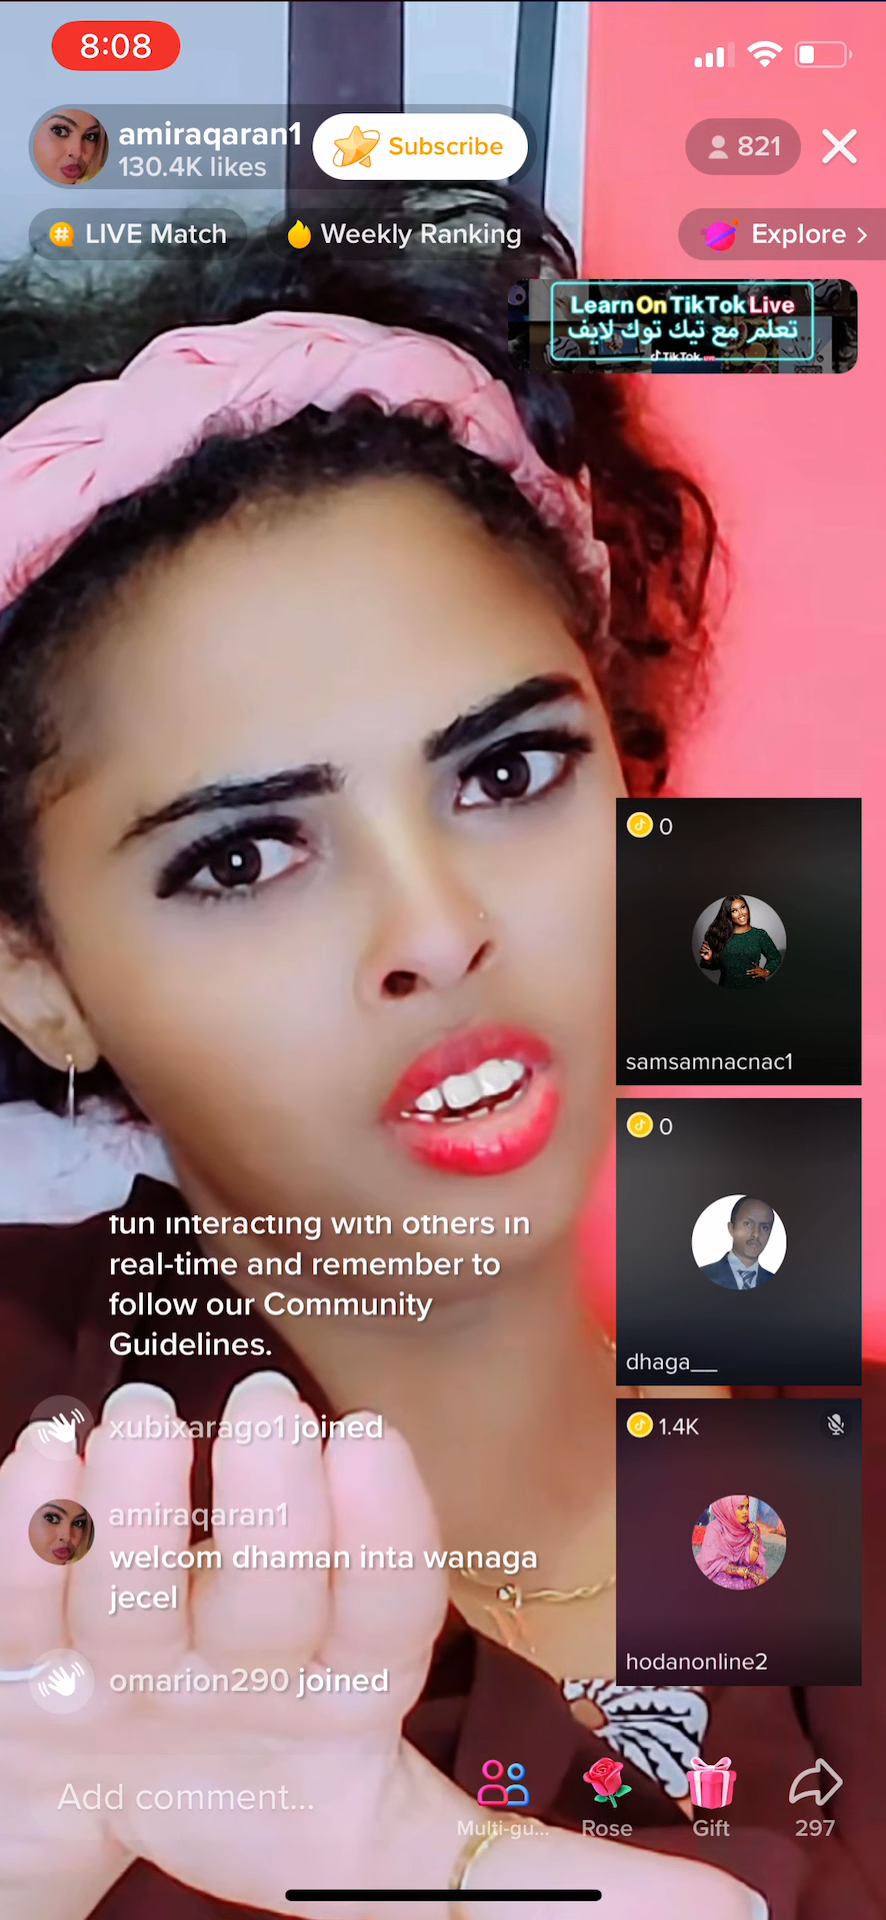 8:08
amiraqaran1
130.4K likes
Subscribe
821
LIVE Match
Weekly Ranking
Explore >
Learn On TikTok Live
تعلم مع تيك توك لايف
TikTok LIVE
0
samsamnacnac1
0
dhaga__
1.4K
hodanonline2
fun interacting with others in
real-time and remember to
follow our Community
Guidelines.
xubixarago1 joined
amiraqaran1
welcom dhaman inta wanaga
jecel
omarion290 joined
Add comment...
Multi-gu...
Rose
Gift
297